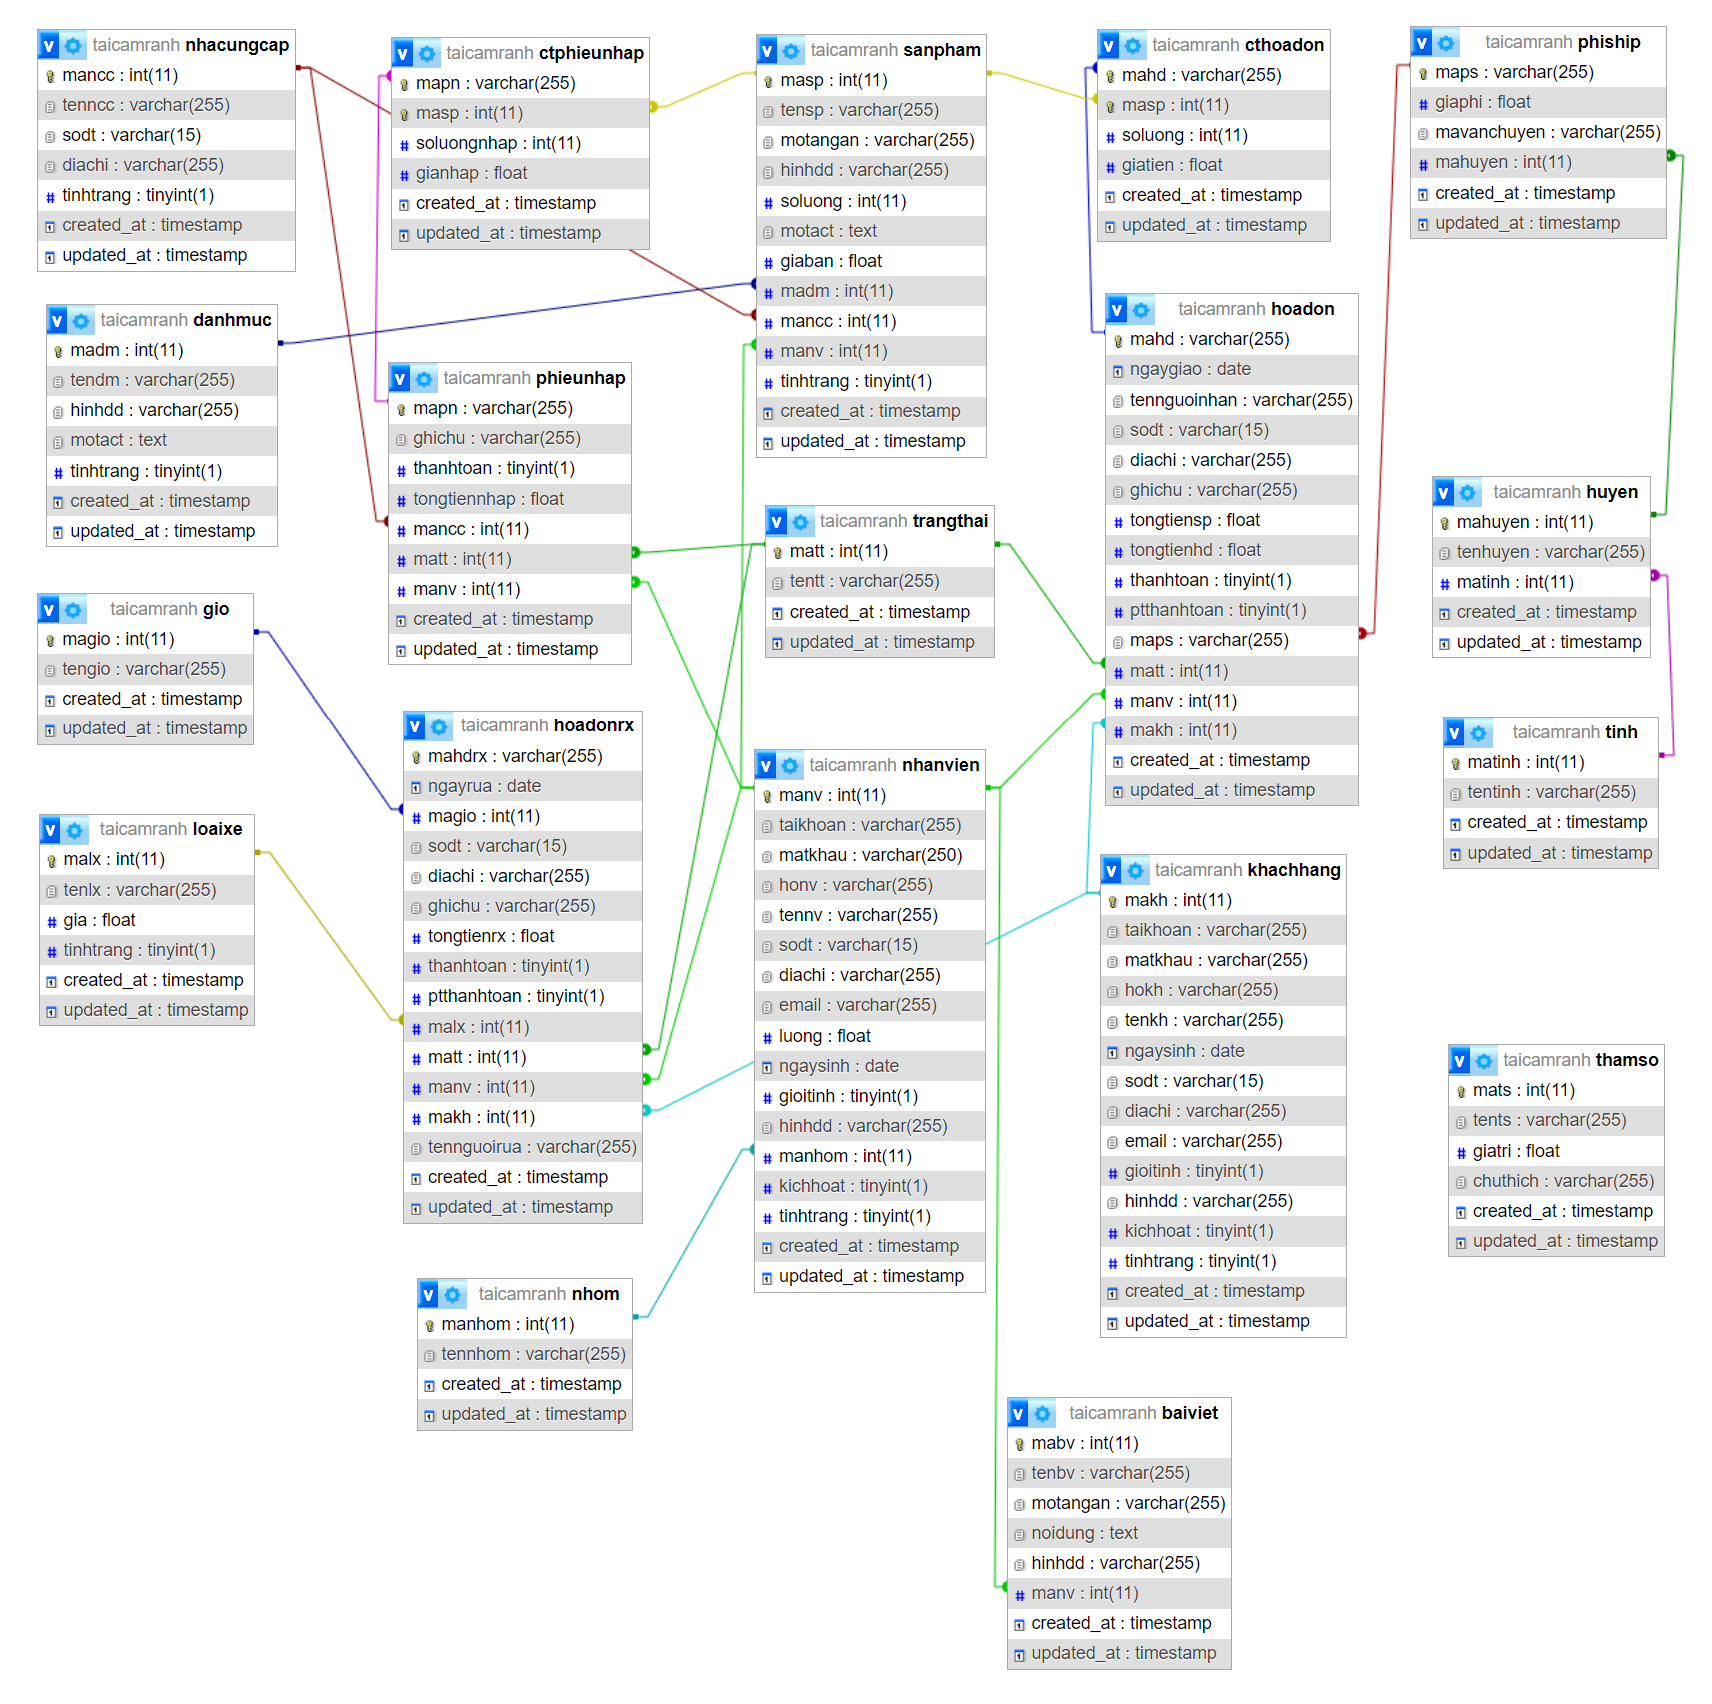 taicamranh nhacungcap
mancc : int(11)
tenncc : varchar(255)
sodt : varchar(15)
diachi : varchar(255)
tinhtrang : tinyint(1)
created_at : timestamp
updated_at : timestamp
taicamranh ctphieunhap
mapn : varchar(255)
masp : int(11)
soluongnhap : int(11)
gianhap : float
created_at : timestamp
updated_at : timestamp
taicamranh sanpham
masp : int(11)
tensp : varchar(255)
motangan : varchar(255)
hinhdd : varchar(255)
soluong : int(11)
motact : text
giaban : float
madm : int(11)
mancc : int(11)
manv : int(11)
tinhtrang : tinyint(1)
created_at : timestamp
updated_at : timestamp
taicamranh cthoadon
mahd : varchar(255)
masp : int(11)
soluong : int(11)
giatien : float
created_at : timestamp
updated_at : timestamp
taicamranh phiship
maps : varchar(255)
giaphi : float
mavanchuyen : varchar(255)
mahuyen : int(11)
created_at : timestamp
updated_at : timestamp
taicamranh danhmuc
madm : int(11)
tendm : varchar(255)
hinhdd : varchar(255)
motact : text
tinhtrang : tinyint(1)
created_at : timestamp
updated_at : timestamp
taicamranh phieunhap
mapn : varchar(255)
ghichu : varchar(255)
thanhtoan : tinyint(1)
tongtiennhap : float
mancc : int(11)
matt : int(11)
manv : int(11)
created_at : timestamp
updated_at : timestamp
taicamranh trangthai
matt : int(11)
tentt : varchar(255)
created_at : timestamp
updated_at : timestamp
taicamranh hoadon
mahd : varchar(255)
ngaygiao : date
tennguoinhan : varchar(255)
sodt : varchar(15)
diachi : varchar(255)
ghichu : varchar(255)
tongtiensp : float
tongtienhd : float
thanhtoan : tinyint(1)
ptthanhtoan : tinyint(1)
maps : varchar(255)
matt : int(11)
manv : int(11)
makh : int(11)
created_at : timestamp
updated_at : timestamp
taicamranh huyen
mahuyen : int(11)
tenhuyen : varchar(255)
matinh : int(11)
created_at : timestamp
updated_at : timestamp
taicamranh gio
magio : int(11)
tengio : varchar(255)
created_at : timestamp
updated_at : timestamp
taicamranh hoadonrx
mahdrx : varchar(255)
ngayrua : date
magio : int(11)
sodt : varchar(15)
diachi : varchar(255)
ghichu : varchar(255)
tongtienrx : float
thanhtoan : tinyint(1)
ptthanhtoan : tinyint(1)
malx : int(11)
matt : int(11)
manv : int(11)
makh : int(11)
tennguoirua : varchar(255)
created_at : timestamp
updated_at : timestamp
taicamranh nhanvien
manv : int(11)
taikhoan : varchar(255)
matkhau : varchar(250)
honv : varchar(255)
tennv : varchar(255)
sodt : varchar(15)
diachi : varchar(255)
email : varchar(255)
luong : float
ngaysinh : date
gioitinh : tinyint(1)
hinhdd : varchar(255)
manhom : int(11)
kichhoat : tinyint(1)
tinhtrang : tinyint(1)
created_at : timestamp
updated_at : timestamp
taicamranh tinh
matinh : int(11)
tentinh : varchar(255)
created_at : timestamp
updated_at : timestamp
taicamranh loaixe
malx : int(11)
tenlx : varchar(255)
gia : float
tinhtrang : tinyint(1)
created_at : timestamp
updated_at : timestamp
taicamranh khachhang
makh : int(11)
taikhoan : varchar(255)
matkhau : varchar(255)
hokh : varchar(255)
tenkh : varchar(255)
ngaysinh : date
sodt : varchar(15)
diachi : varchar(255)
email : varchar(255)
gioitinh : tinyint(1)
hinhdd : varchar(255)
kichhoat : tinyint(1)
tinhtrang : tinyint(1)
created_at : timestamp
updated_at : timestamp
taicamranh thamso
mats : int(11)
tents : varchar(255)
giatri : float
chuthich : varchar(255)
created_at : timestamp
updated_at : timestamp
taicamranh nhom
manhom : int(11)
tennhom : varchar(255)
created_at : timestamp
updated_at : timestamp
taicamranh baiviet
mabv : int(11)
tenbv : varchar(255)
motangan : varchar(255)
noidung : text
hinhdd : varchar(255)
manv : int(11)
created_at : timestamp
updated_at : timestamp